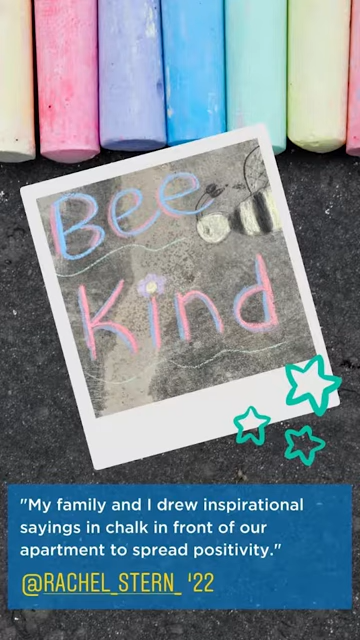 Bee
Kind
"My family and I drew inspirational
sayings in chalk in front of our
apartment to spread positivity."
@RACHEL_STERN_ '22